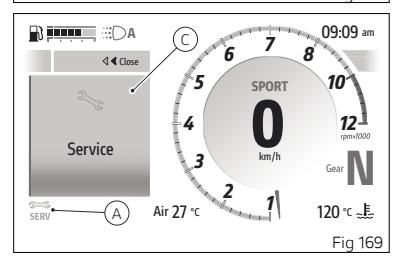 A
C
09:09 am
Close
Service
SERV
A
SPORT
0
km/h
1
2
3
4
5
6
7
8
10
12
rpm×1000
Gear N
Air 27 °C
120 °C
Fig 169